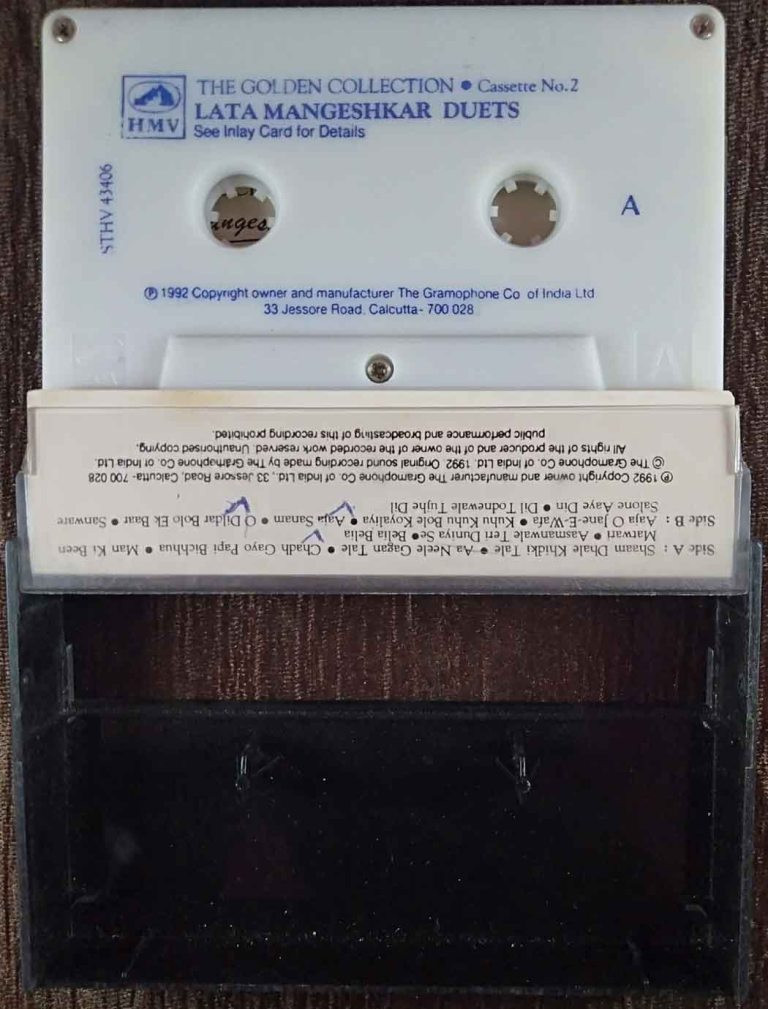 THE GOLDEN COLLECTION • Cassette No.2
HMV
LATA MANGESHKAR DUETS
See Inlay Card for Details
STHV 43406
A
nges.
℗ 1992 Copyright owner and manufacturer The Gramophone Co of India Ltd
33 Jessore Road, Calcutta- 700 028
Side A : Shaam Dhale Khidki Tale • Aa Neele Gagan Tale • Chadh Gayo Papi Bichhua • Man Ki Been
Matwari • Aasmanwale Teri Duniya Se • Belia Belia
Side B : Aaja O Jane-E-Wafa • Kuhu Kuhu Bole Koyaliya • Aaja Sanam • O Dildar Bolo Ek Baar • Sanware
Salone Aaye Din • Dil Todnewale Tujhe Dil
℗ 1992 Copyright owner and manufacturer The Gramophone Co. of India Ltd., 33, Jessore Road, Calcutta- 700 028
© The Gramophone Co. of India Ltd. 1992. Original sound recording made by The Gramaphone Co. of India Ltd.
All rights of the producer and of the owner of the recorded work reserved. Unauthorised copying,
public performance and broadcasting of this recording prohibited.